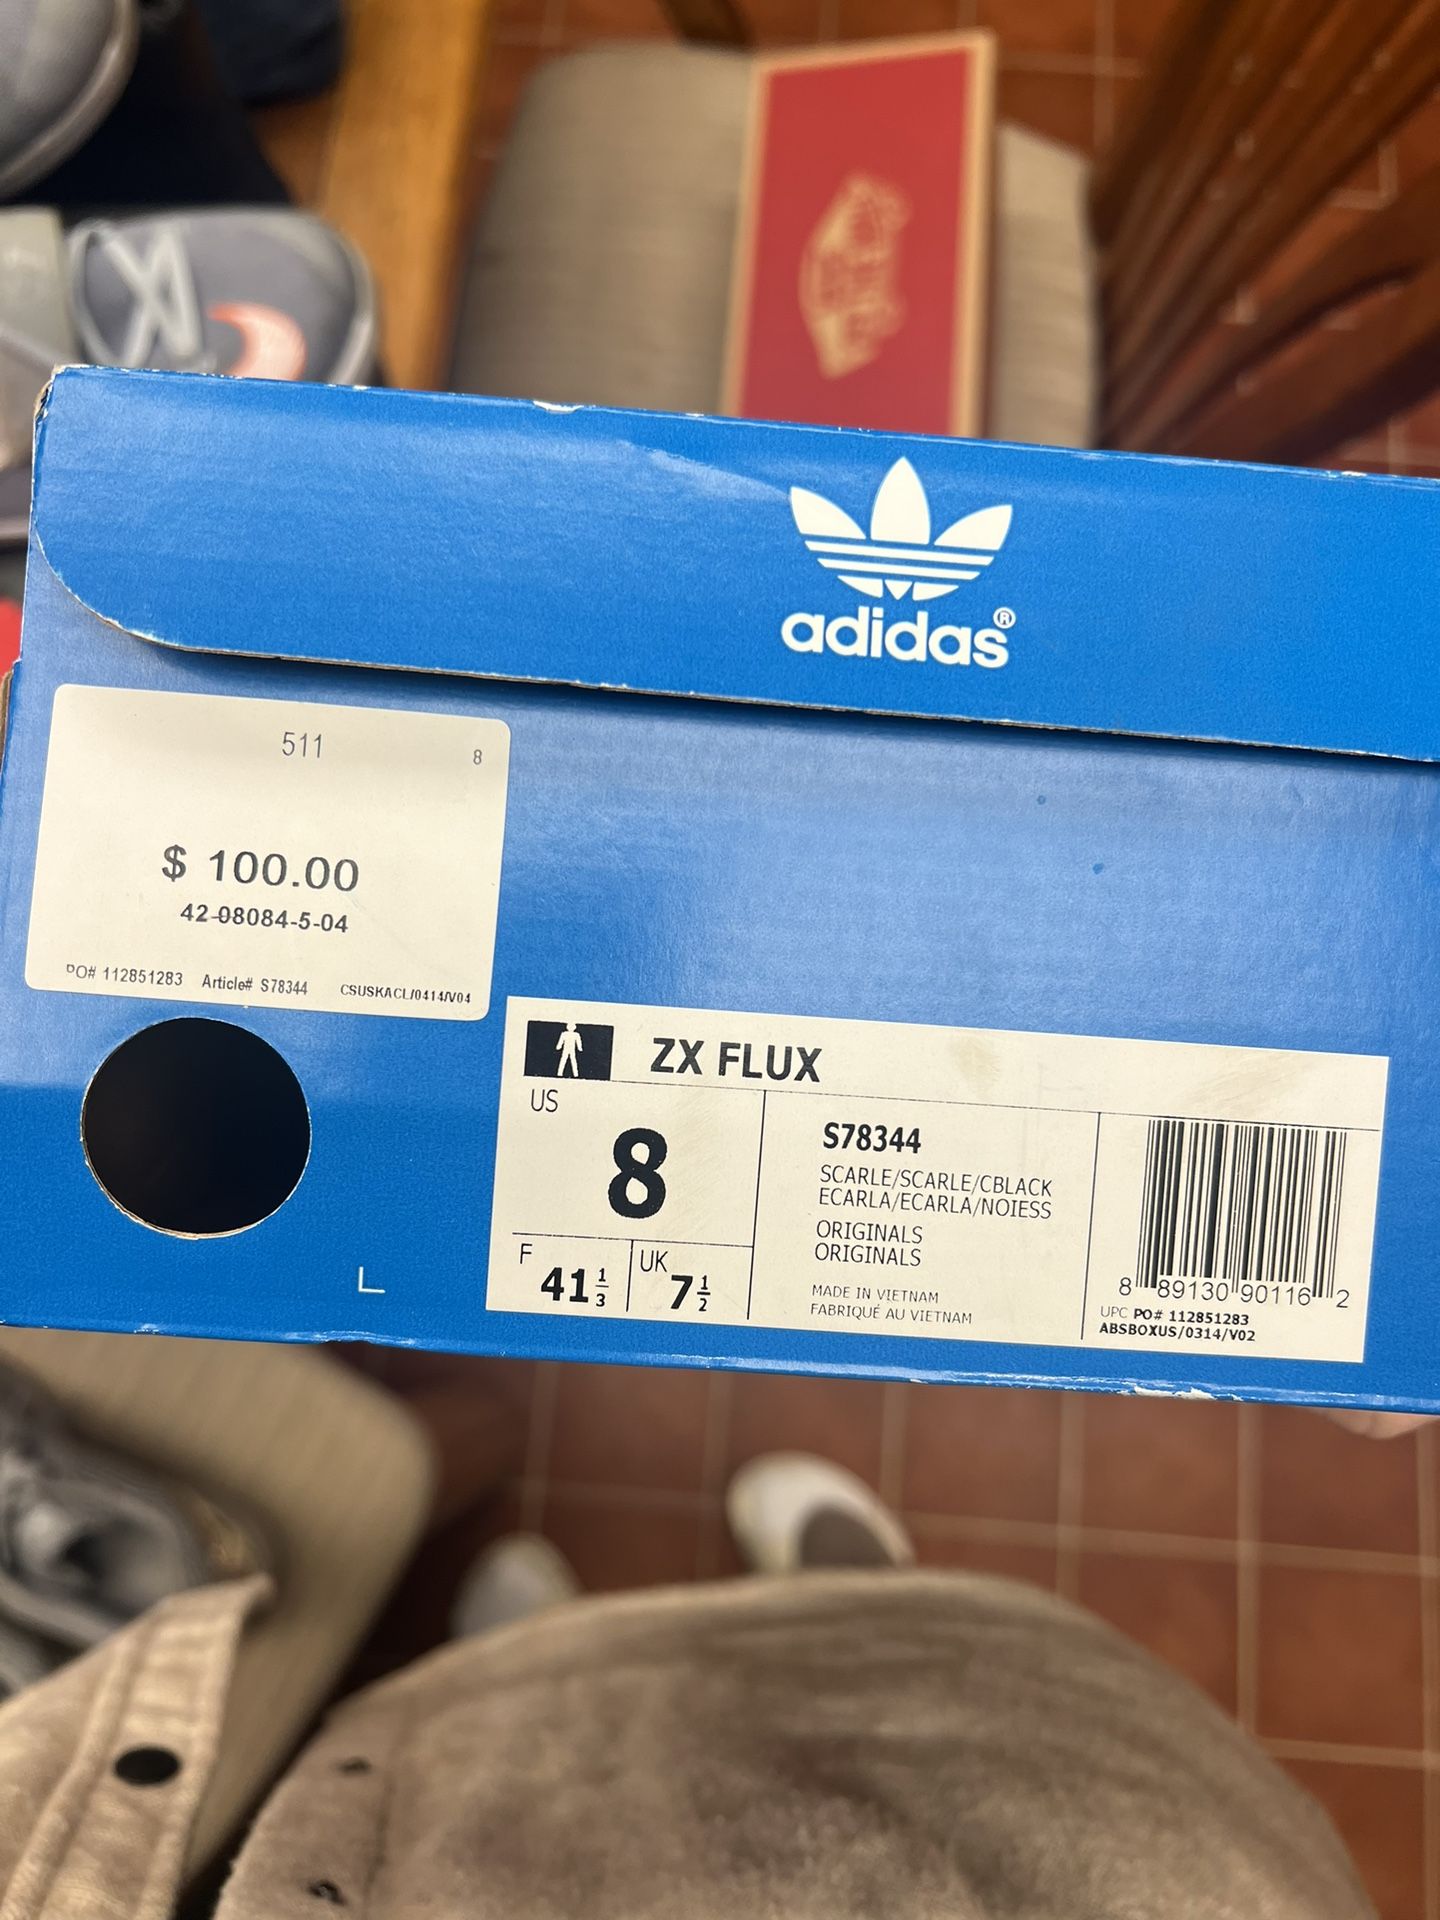 adidas®
511 8
$ 100.00
42-08084-5-04
PO# 112851283 Article# S78344 CSUSKACL/0414/V04
ZX FLUX
US
8
F 41 1/3
UK 7 1/2
S78344
SCARLE/SCARLE/CBLACK
ECARLA/ECARLA/NOIESS
ORIGINALS
ORIGINALS
MADE IN VIETNAM
FABRIQUÉ AU VIETNAM
8 89130 90116 2
UPC PO# 112851283
ABSBOXUS/0314/V02
L